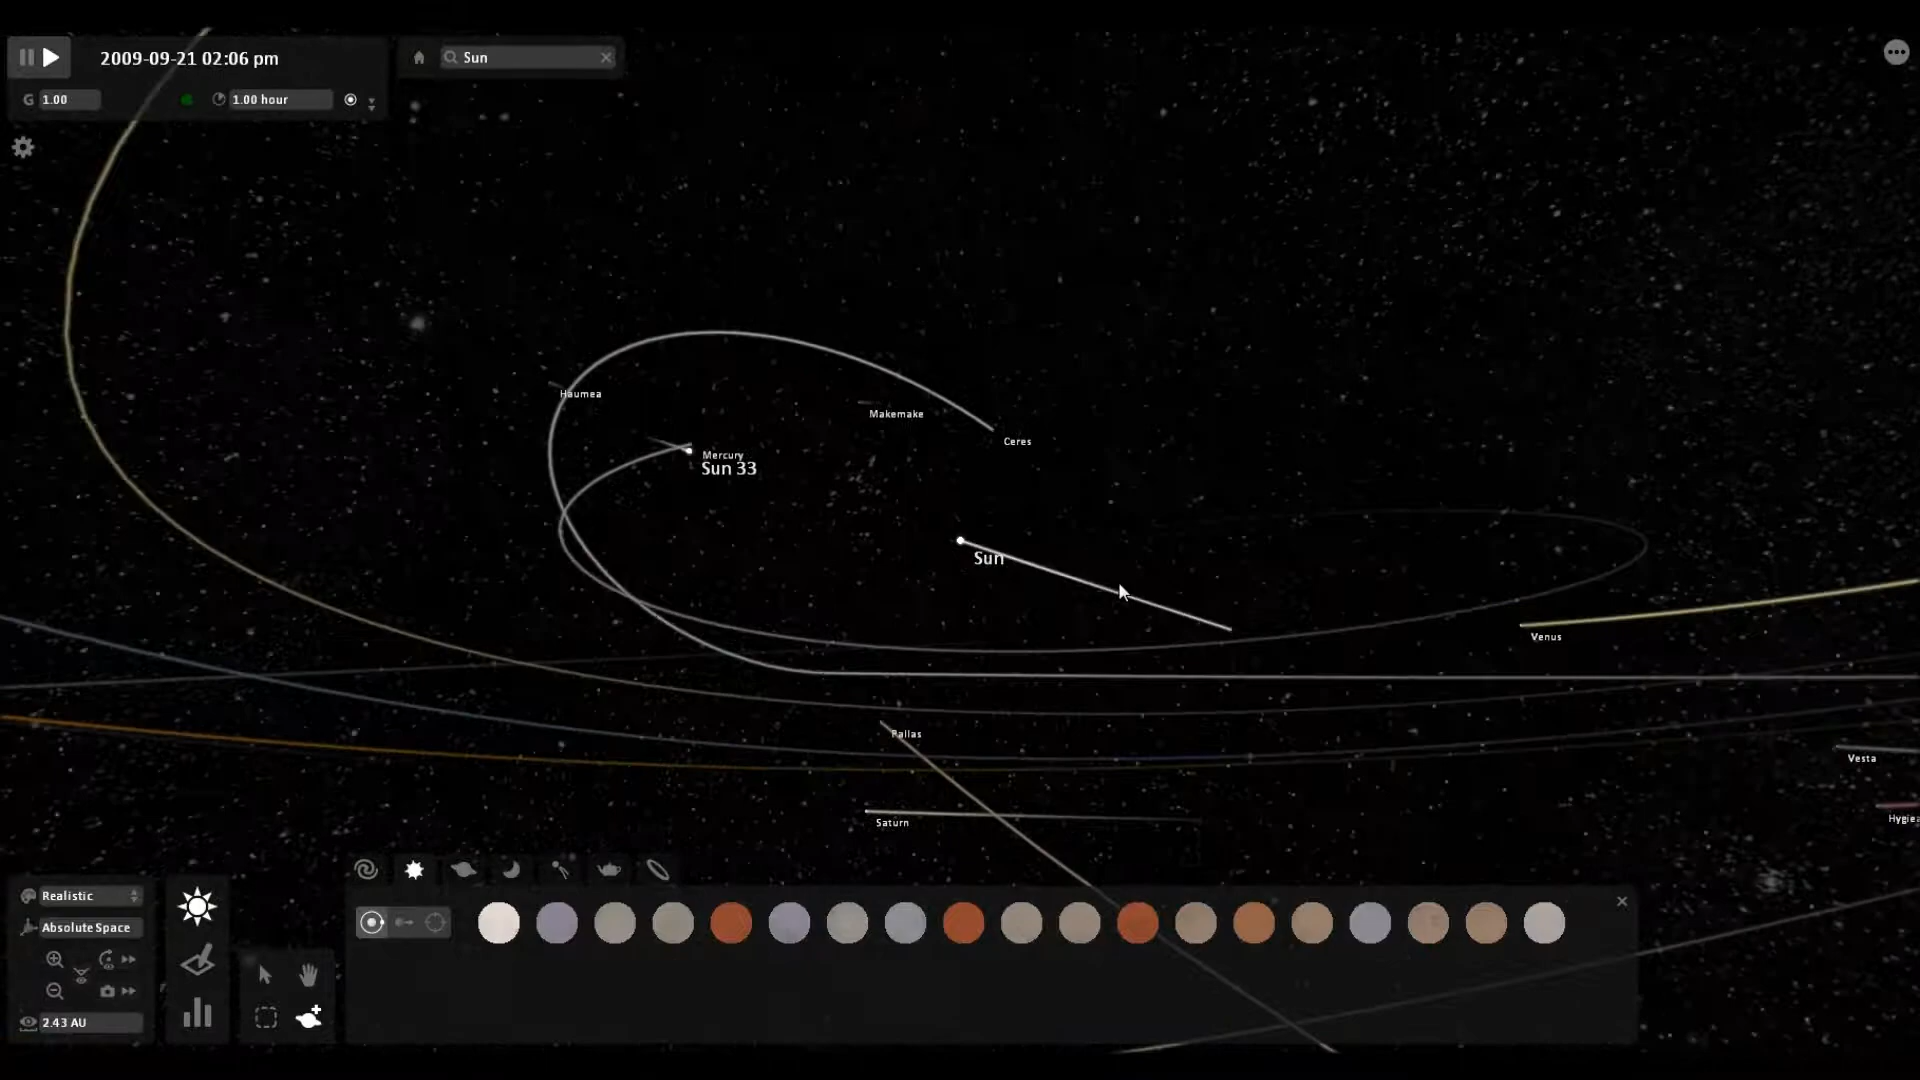 2009-09-21 02:06 pm
Sun
G 1.00
1.00 hour
Haumea
Makemake
Ceres
Mercury
Sun 33
Sun
Venus
Pallas
Vesta
Saturn
Hygie
Realistic
Absolute Space
2.43 AU